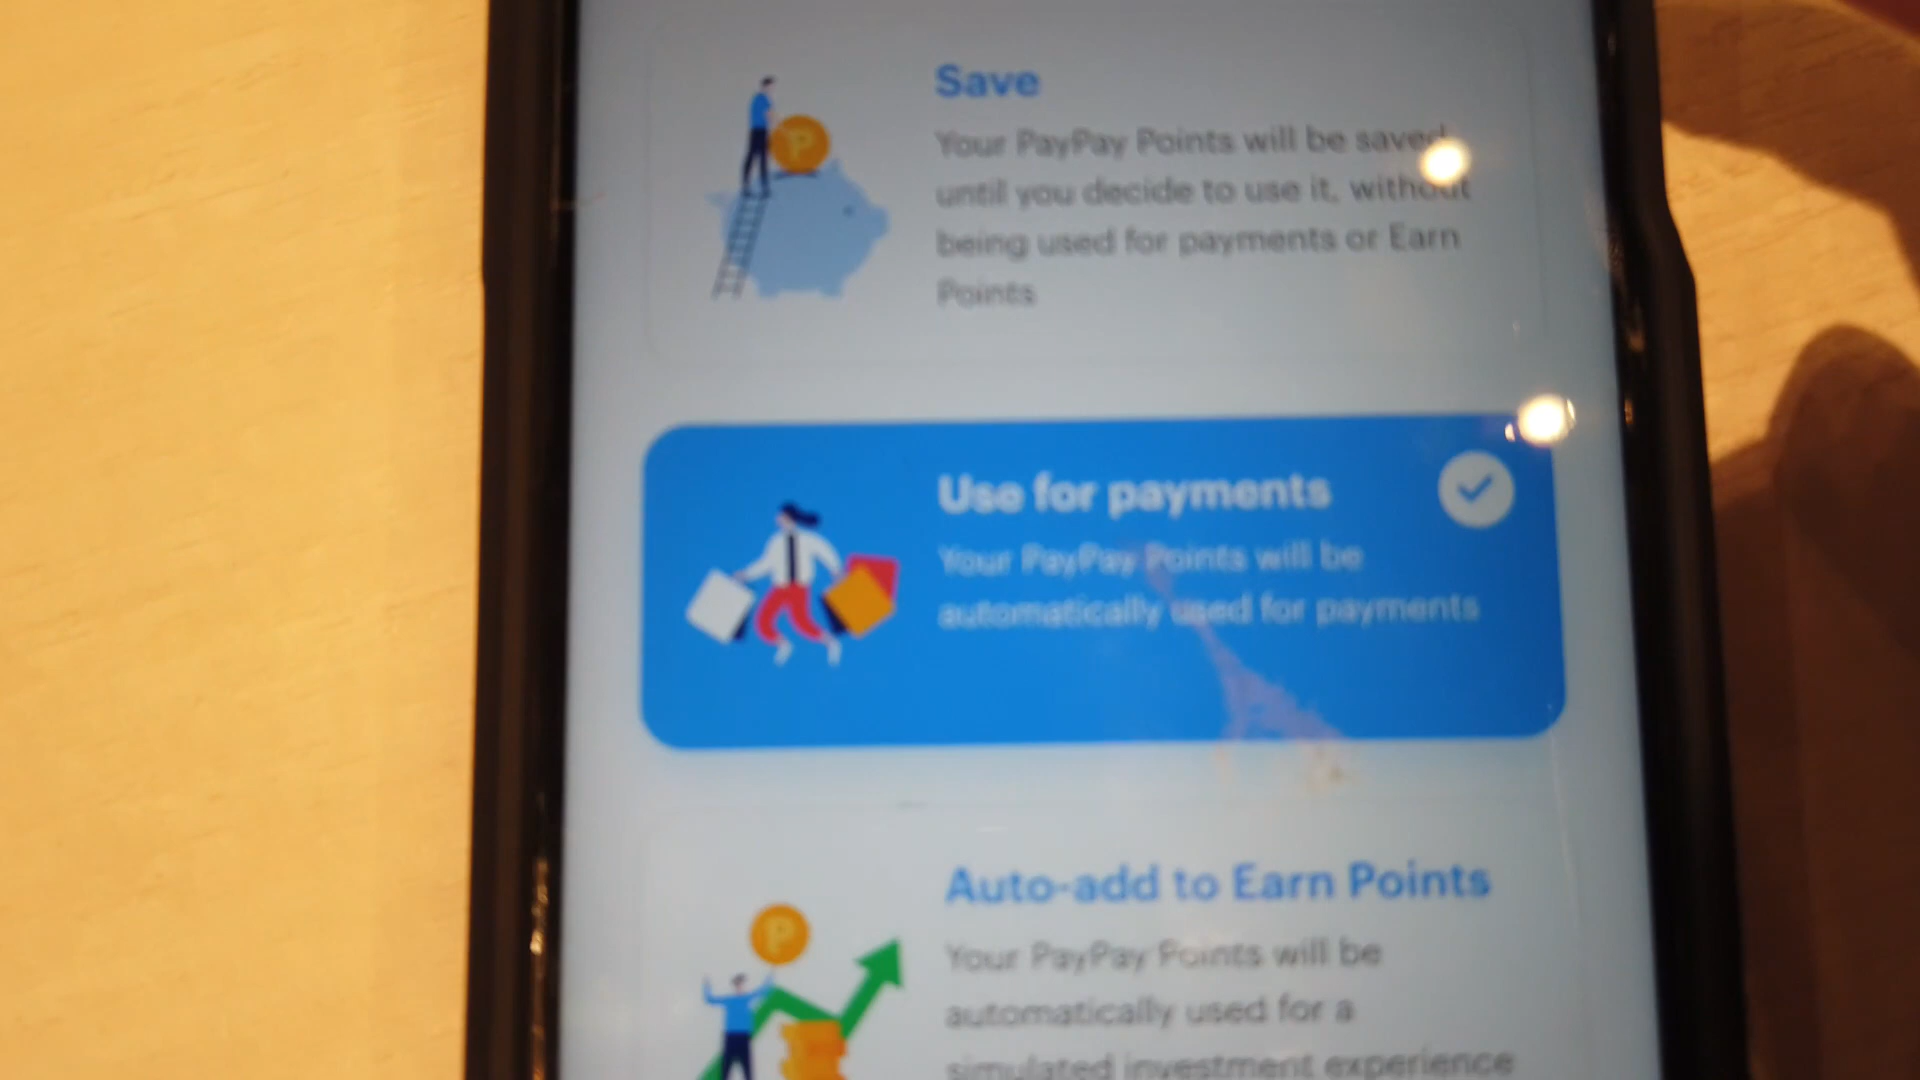 Save
Your PayPay Points will be saved
until you decide to use it, without
being used for payments or Earn
Points
Use for payments
Your PayPay Points will be
automatically used for payments
Auto-add to Earn Points
Your PayPay Points will be
automatically used for a
simulated investment experience
P
P